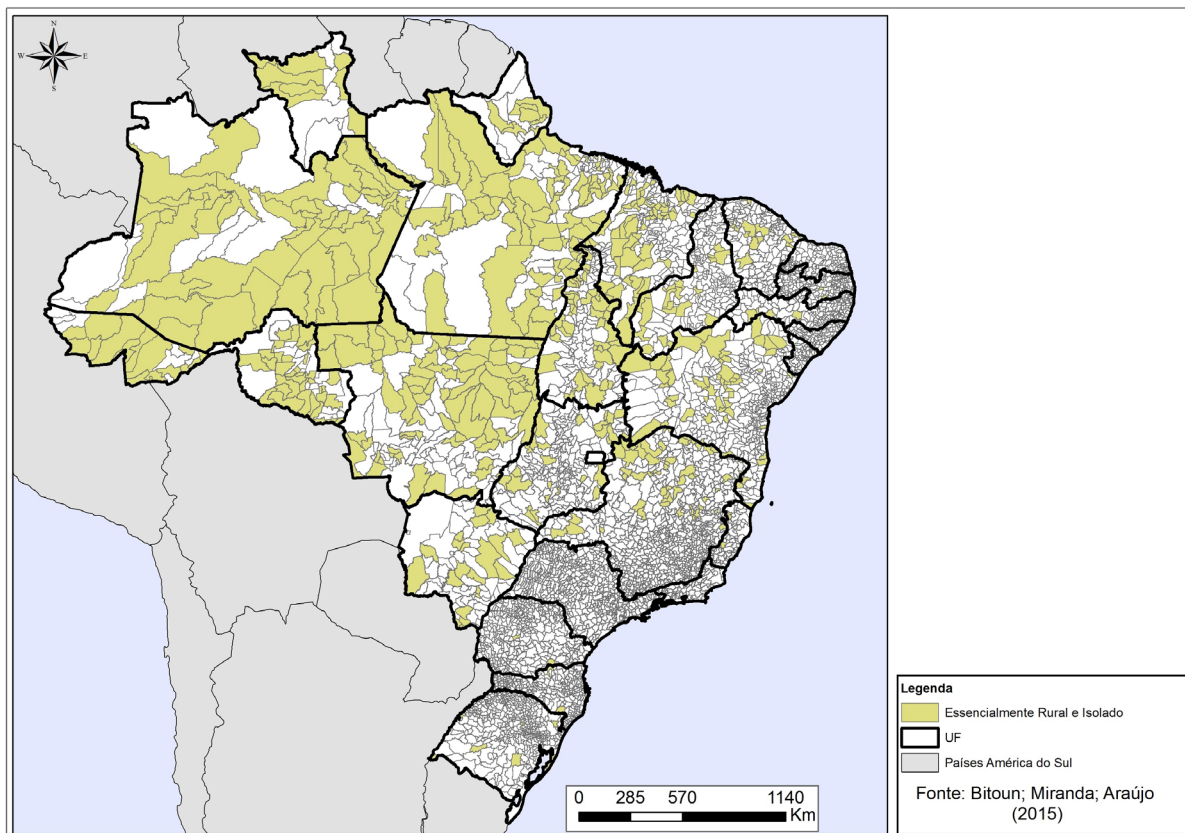 N
W E
S
Legenda
Essencialmente Rural e Isolado
UF
Países América do Sul
Fonte: Bitoun; Miranda; Araújo
(2015)
0 285 570 1140
Km